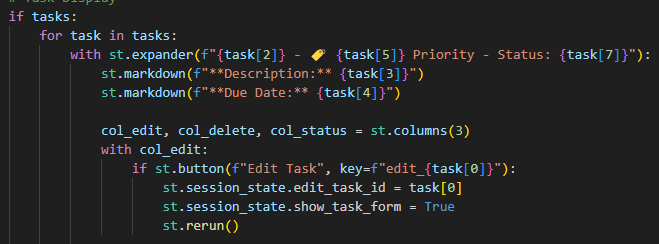 # Task Display
if tasks:
    for task in tasks:
        with st.expander(f"{task[2]} - 🏷️ {task[5]} Priority - Status: {task[7]}"):
            st.markdown(f"**Description:** {task[3]}")
            st.markdown(f"**Due Date:** {task[4]}")

            col_edit, col_delete, col_status = st.columns(3)
            with col_edit:
                if st.button(f"Edit Task", key=f"edit_{task[0]}"):
                    st.session_state.edit_task_id = task[0]
                    st.session_state.show_task_form = True
                    st.rerun()